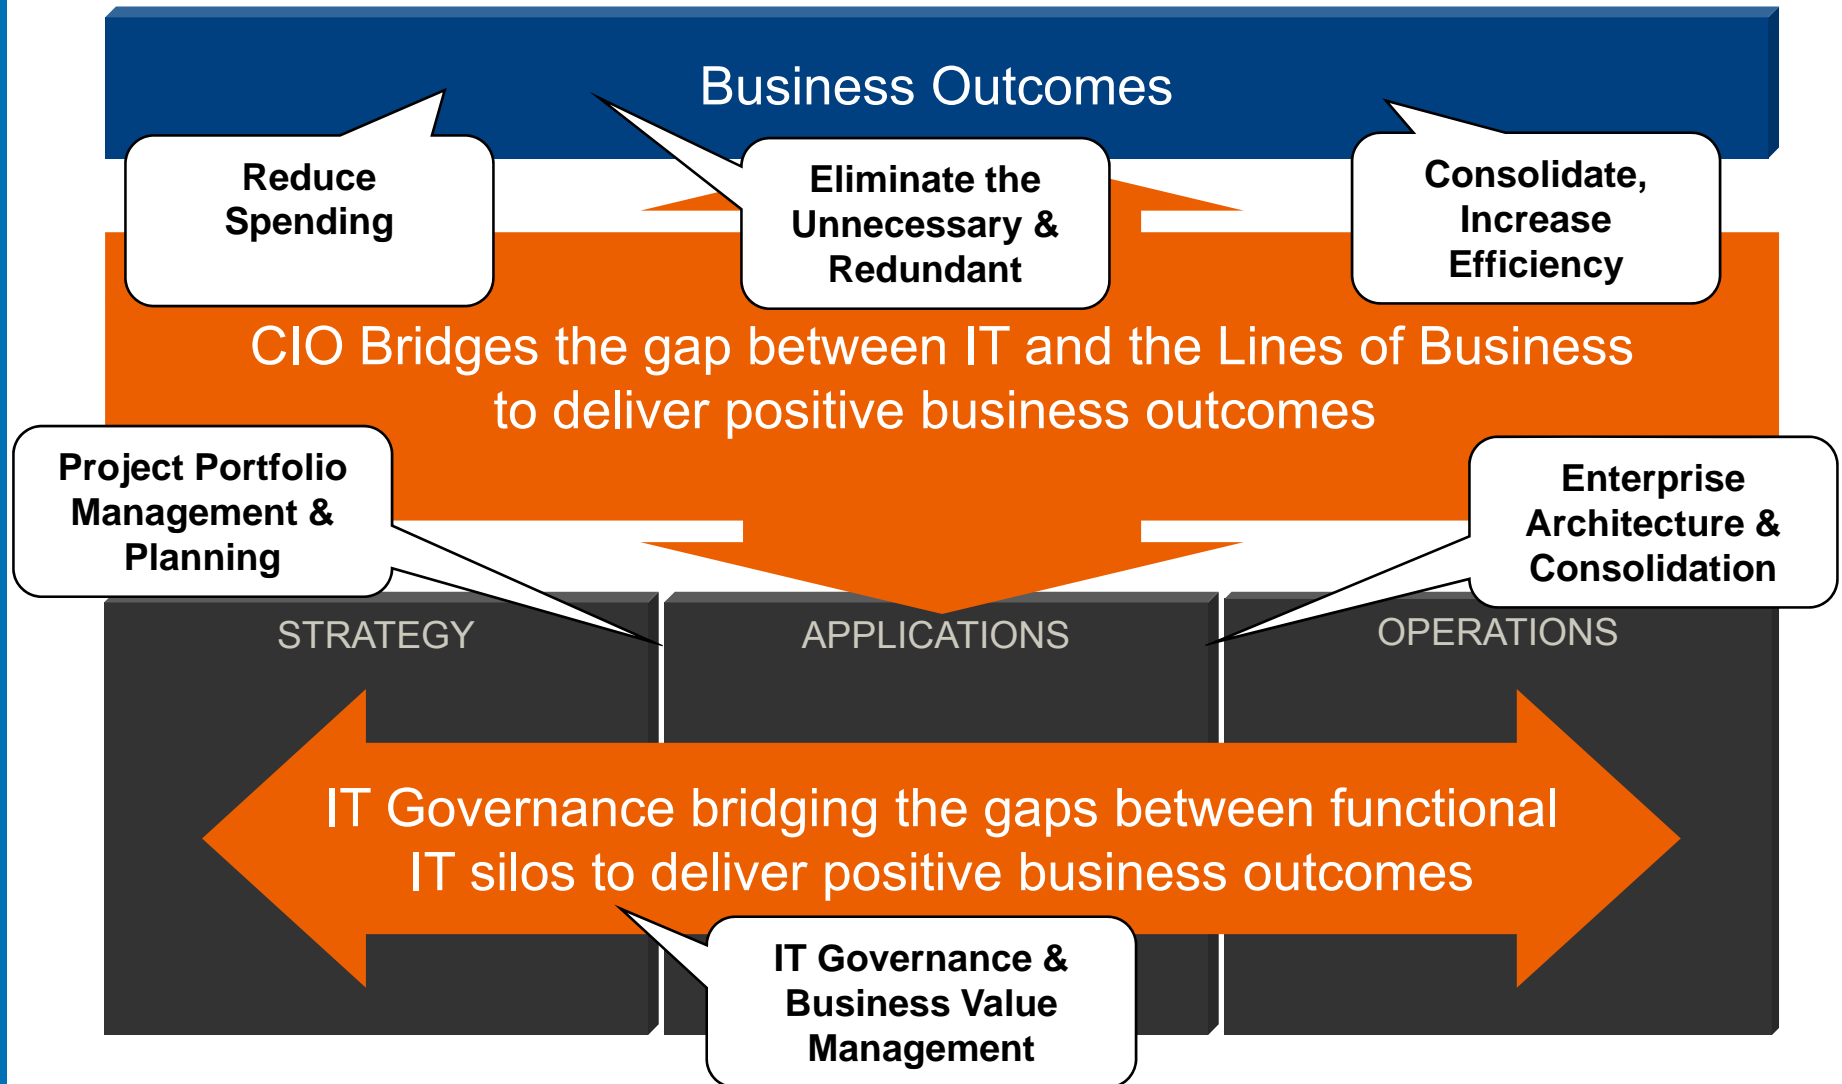 Business Outcomes
Reduce
Spending
Eliminate the
Unnecessary &
Redundant
Consolidate,
Increase
Efficiency
CIO Bridges the gap between IT and the Lines of Business
to deliver positive business outcomes
Project Portfolio
Management &
Planning
Enterprise
Architecture &
Consolidation
STRATEGY
APPLICATIONS
OPERATIONS
IT Governance bridging the gaps between functional
IT silos to deliver positive business outcomes
IT Governance &
Business Value
Management